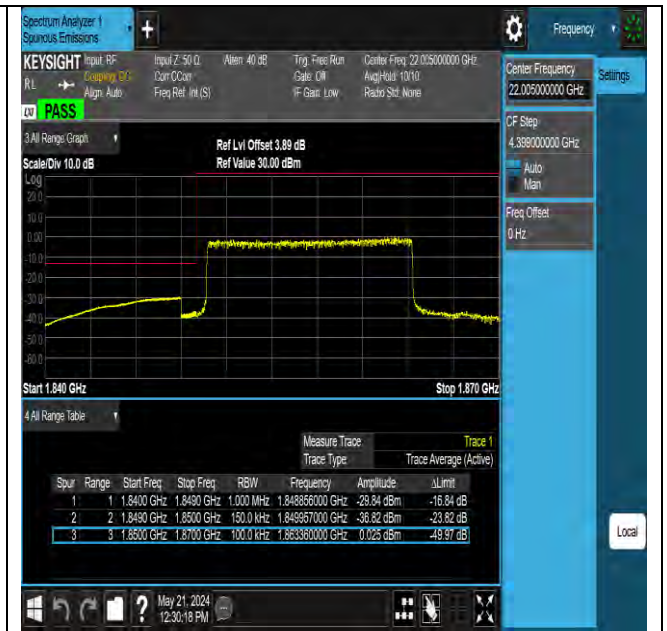 Spectrum Analyzer 1
Spurious Emissions
+
Frequency
KEYSIGHT Input: RF Input Z: 50 Ω Atten: 40 dB Trig: Free Run Center Freq: 22.005000000 GHz
RL Coupling: DC Corr CCorr Gate: Off Avg|Hold: 10/10
Align: Auto Freq Ref: Int (S) IF Gain: Low Radio Std: None
LXI PASS
3 All Range Graph
Ref Lvl Offset 3.89 dB
Scale/Div 10.0 dB Ref Value 30.00 dBm
Log
20.0
10.0
0.00
-10.0
-20.0
-30.0
-40.0
-50.0
-60.0
Start 1.840 GHz Stop 1.870 GHz
4 All Range Table
Measure Trace Trace 1
Trace Type Trace Average (Active)
Spur Range Start Freq Stop Freq RBW Frequency Amplitude ΔLimit
1 1 1.8400 GHz 1.8490 GHz 1.000 MHz 1.848856000 GHz -29.84 dBm -16.84 dB
2 2 1.8490 GHz 1.8500 GHz 150.0 kHz 1.849957000 GHz -36.82 dBm -23.82 dB
3 3 1.8500 GHz 1.8700 GHz 100.0 kHz 1.863360000 GHz 0.025 dBm -49.97 dB
Center Frequency
22.005000000 GHz
Settings
CF Step
4.399000000 GHz
Auto
Man
Freq Offset
0 Hz
Local
? May 21, 2024
12:30:18 PM